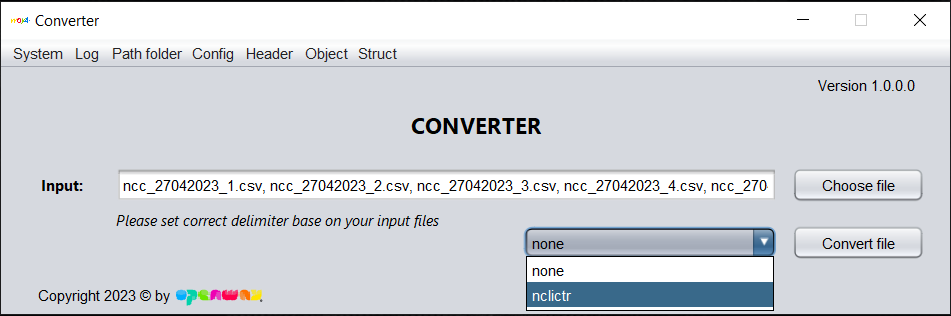 Converter
System Log Path folder Config Header Object Struct
Version 1.0.0.0
CONVERTER
Input: ncc_27042023_1.csv, ncc_27042023_2.csv, ncc_27042023_3.csv, ncc_27042023_4.csv, ncc_270 Choose file
Please set correct delimiter base on your input files
none Convert file
none
nclictr
Copyright 2023 © by openway.